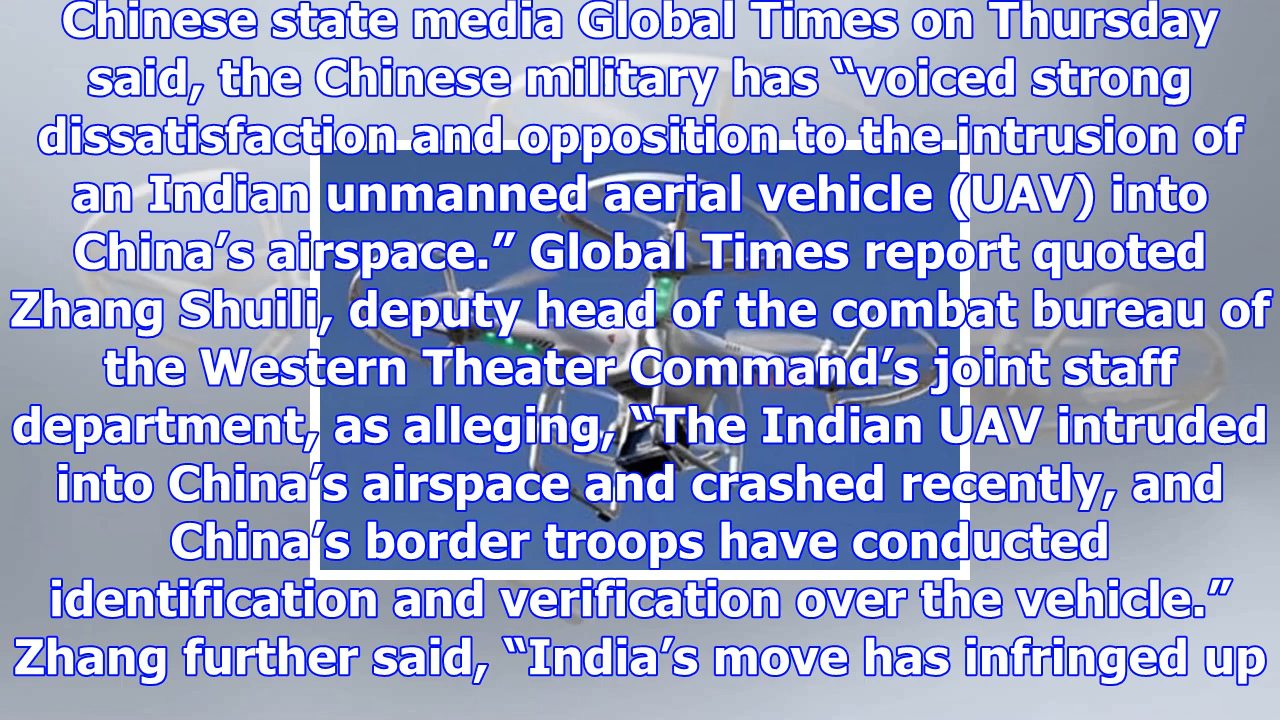 Chinese state media Global Times on Thursday
said, the Chinese military has “voiced strong
dissatisfaction and opposition to the intrusion of
an Indian unmanned aerial vehicle (UAV) into
China’s airspace.” Global Times report quoted
Zhang Shuili, deputy head of the combat bureau of
the Western Theater Command’s joint staff
department, as alleging, “The Indian UAV intruded
into China’s airspace and crashed recently, and
China’s border troops have conducted
identification and verification over the vehicle.”
Zhang further said, “India’s move has infringed up